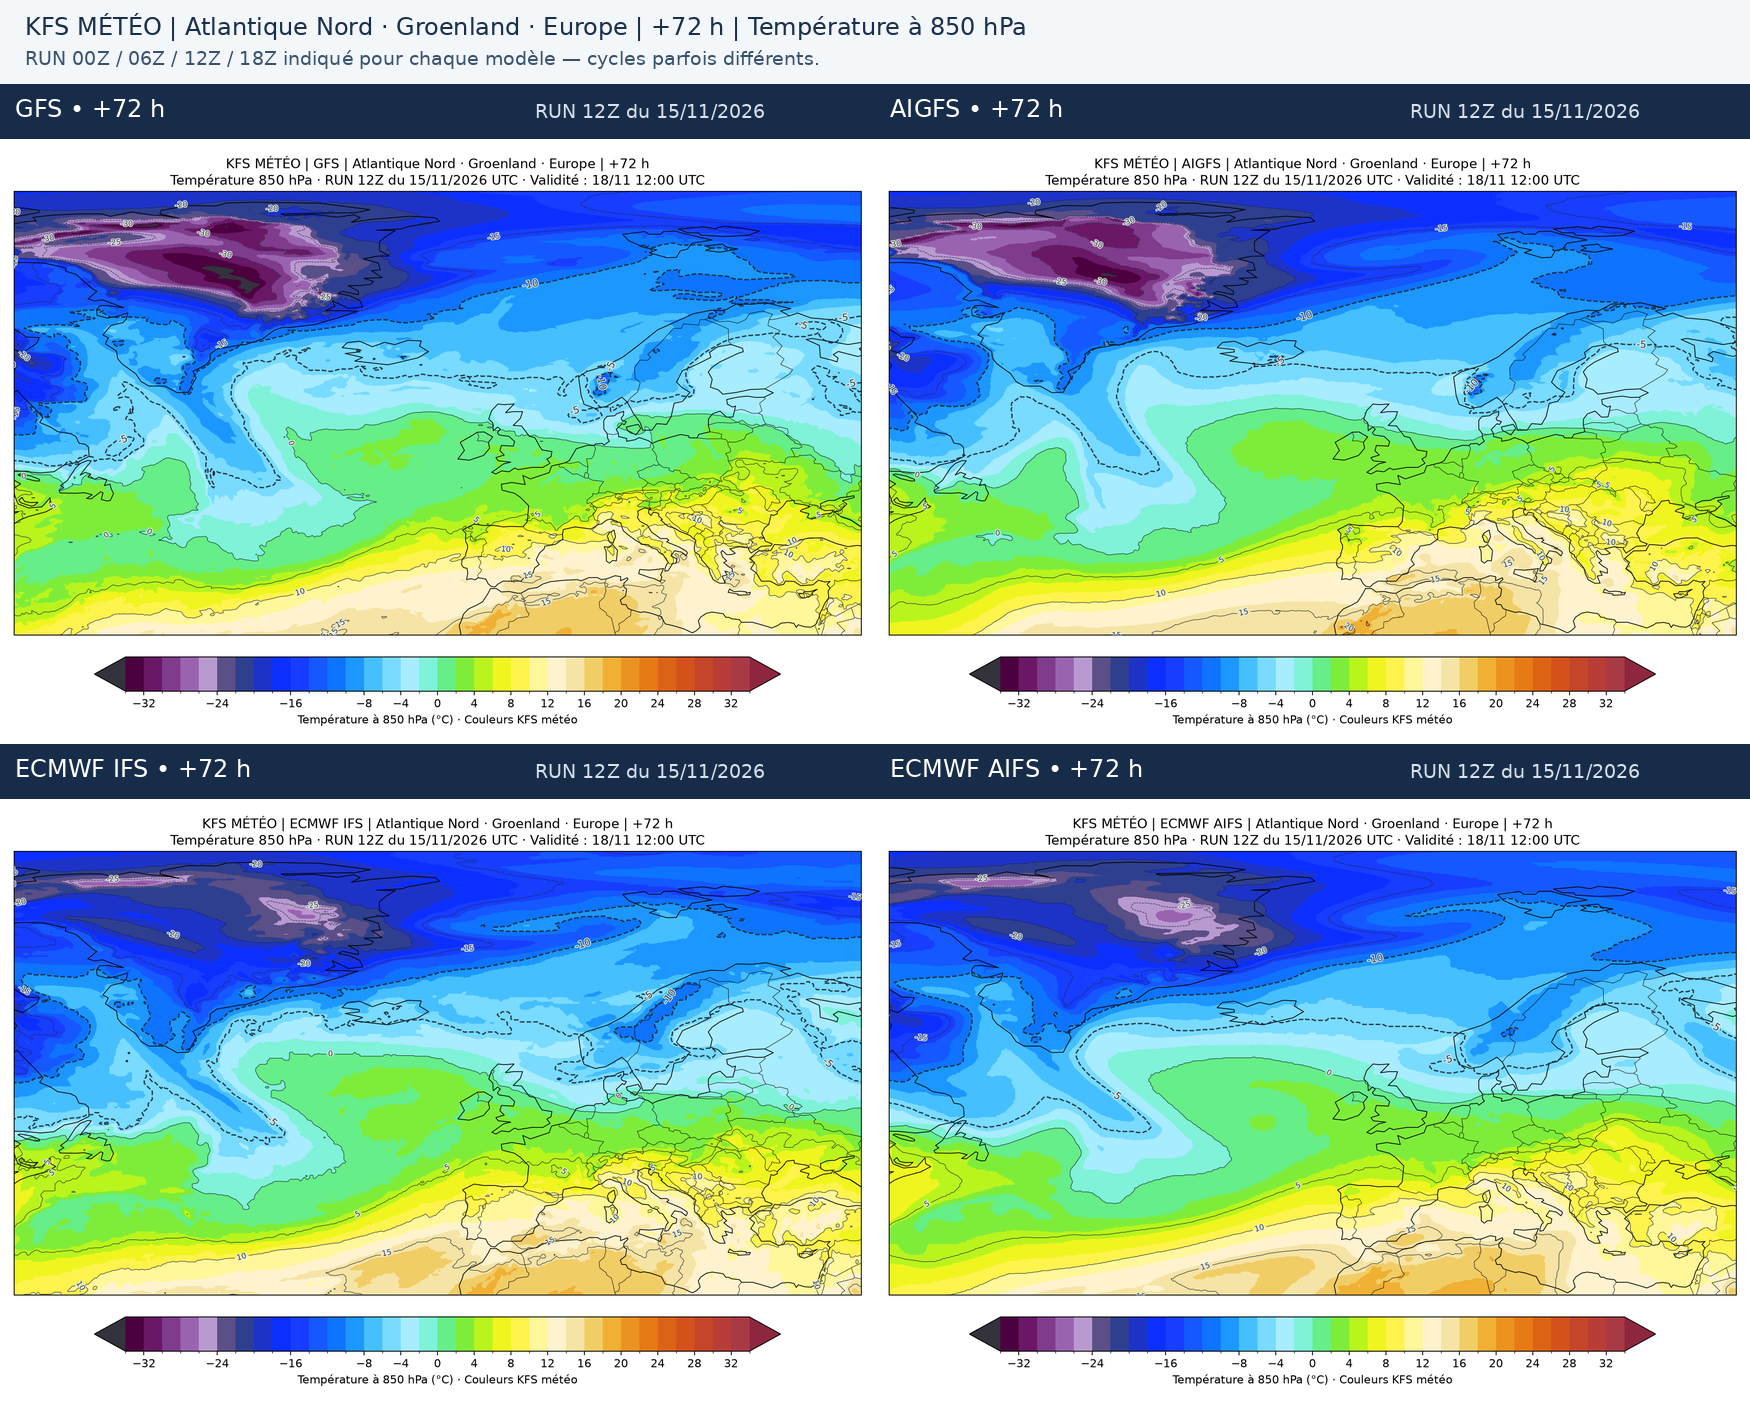 KFS MÉTÉO | Atlantique Nord · Groenland · Europe | +72 h | Température à 850 hPa
RUN 00Z / 06Z / 12Z / 18Z indiqué pour chaque modèle — cycles parfois différents.
GFS • +72 h
RUN 12Z du 15/11/2026
AIGFS • +72 h
RUN 12Z du 15/11/2026
KFS MÉTÉO | GFS | Atlantique Nord · Groenland · Europe | +72 h
Température 850 hPa · RUN 12Z du 15/11/2026 UTC · Validité : 18/11 12:00 UTC
KFS MÉTÉO | AIGFS | Atlantique Nord · Groenland · Europe | +72 h
Température 850 hPa · RUN 12Z du 15/11/2026 UTC · Validité : 18/11 12:00 UTC
−32 −24 −16 −8 −4 0 4 8 12 16 20 24 28 32
Température à 850 hPa (°C) · Couleurs KFS météo
−32 −24 −16 −8 −4 0 4 8 12 16 20 24 28 32
Température à 850 hPa (°C) · Couleurs KFS météo
ECMWF IFS • +72 h
RUN 12Z du 15/11/2026
ECMWF AIFS • +72 h
RUN 12Z du 15/11/2026
KFS MÉTÉO | ECMWF IFS | Atlantique Nord · Groenland · Europe | +72 h
Température 850 hPa · RUN 12Z du 15/11/2026 UTC · Validité : 18/11 12:00 UTC
KFS MÉTÉO | ECMWF AIFS | Atlantique Nord · Groenland · Europe | +72 h
Température 850 hPa · RUN 12Z du 15/11/2026 UTC · Validité : 18/11 12:00 UTC
−32 −24 −16 −8 −4 0 4 8 12 16 20 24 28 32
Température à 850 hPa (°C) · Couleurs KFS météo
−32 −24 −16 −8 −4 0 4 8 12 16 20 24 28 32
Température à 850 hPa (°C) · Couleurs KFS météo